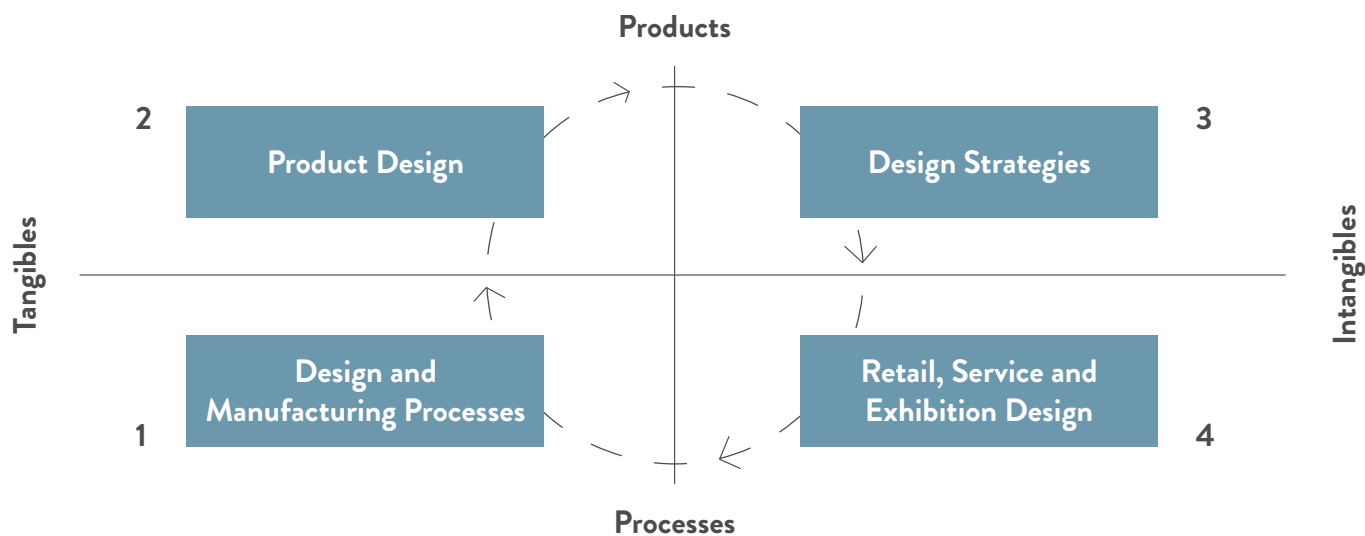 Products
2
Product Design
3
Design Strategies
Tangibles
Intangibles
Design and
Manufacturing Processes
1
Retail, Service and
Exhibition Design
4
Processes